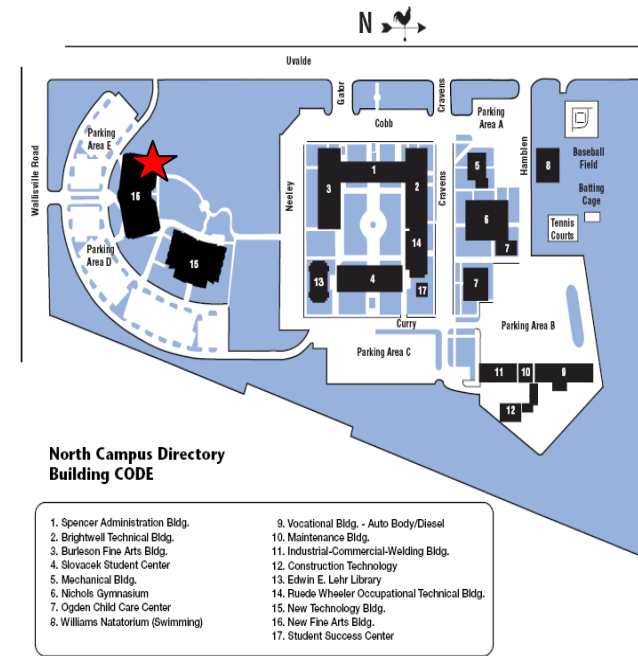 N
Uvalde
Gator
Cravens
Parking
Area A
Cobb
Hamblen
Parking
Area E
Wallisville Road
16
Neeley
3
1
2
Cravens
5
8
Baseball
Field
Batting
Cage
6
Tennis
Courts
7
Parking
Area D
15
14
13
4
17
7
Curry
Parking Area B
Parking Area C
11
10
9
12
North Campus Directory
Building CODE
1. Spencer Administration Bldg.
2. Brightwell Technical Bldg.
3. Burleson Fine Arts Bldg.
4. Slovacek Student Center
5. Mechanical Bldg.
6. Nichols Gymnasium
7. Ogden Child Care Center
8. Williams Natatorium (Swimming)
9. Vocational Bldg. - Auto Body/Diesel
10. Maintenance Bldg.
11. Industrial-Commercial-Welding Bldg.
12. Construction Technology
13. Edwin E. Lehr Library
14. Ruede Wheeler Occupational Technical Bldg.
15. New Technology Bldg.
16. New Fine Arts Bldg.
17. Student Success Center